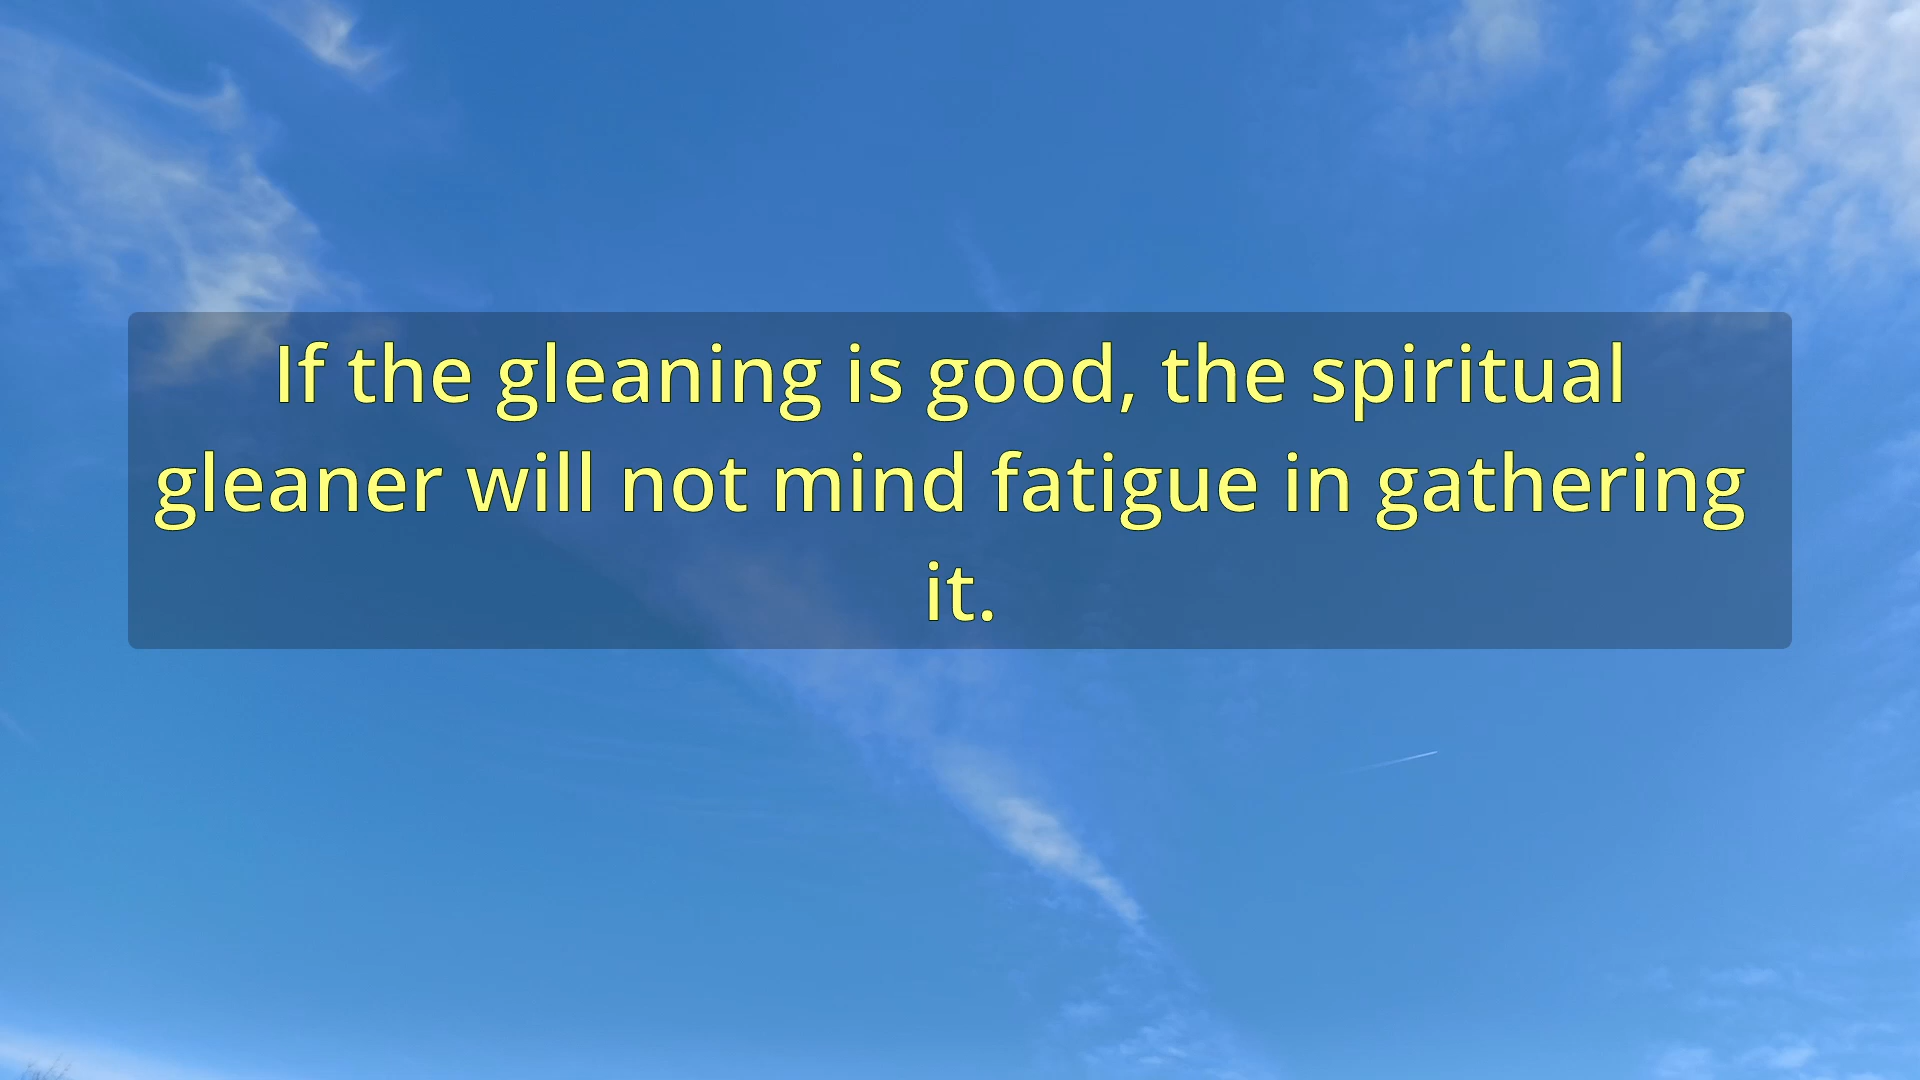 If the gleaning is good, the spiritual
gleaner will not mind fatigue in gathering
it.